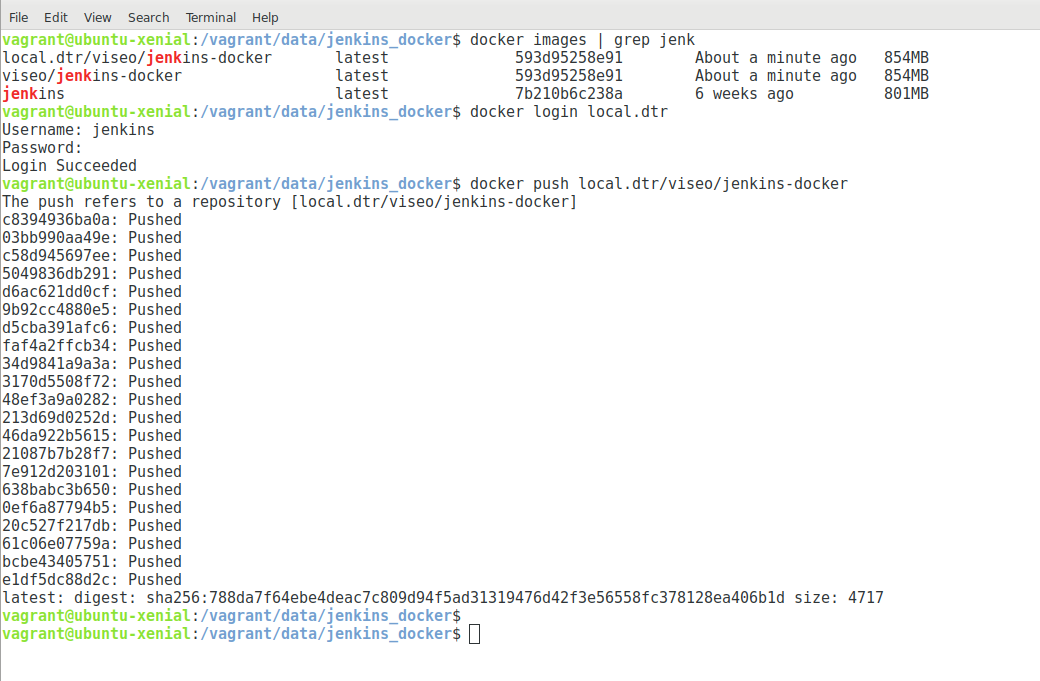 File Edit View Search Terminal Help
vagrant@ubuntu-xenial:/vagrant/data/jenkins_docker$ docker images | grep jenk
local.dtr/viseo/jenkins-docker latest 593d95258e91 About a minute ago 854MB
viseo/jenkins-docker latest 593d95258e91 About a minute ago 854MB
jenkins latest 7b210b6c238a 6 weeks ago 801MB
vagrant@ubuntu-xenial:/vagrant/data/jenkins_docker$ docker login local.dtr
Username: jenkins
Password:
Login Succeeded
vagrant@ubuntu-xenial:/vagrant/data/jenkins_docker$ docker push local.dtr/viseo/jenkins-docker
The push refers to a repository [local.dtr/viseo/jenkins-docker]
c8394936ba0a: Pushed
03bb990aa49e: Pushed
c58d945697ee: Pushed
5049836db291: Pushed
d6ac621dd0cf: Pushed
9b92cc4880e5: Pushed
d5cba391afc6: Pushed
faf4a2ffcb34: Pushed
34d9841a9a3a: Pushed
3170d5508f72: Pushed
48ef3a9a0282: Pushed
213d69d0252d: Pushed
46da922b5615: Pushed
21087b7b28f7: Pushed
7e912d203101: Pushed
638babc3b650: Pushed
0ef6a87794b5: Pushed
20c527f217db: Pushed
61c06e07759a: Pushed
bcbe43405751: Pushed
e1df5dc88d2c: Pushed
latest: digest: sha256:788da7f64ebe4deac7c809d94f5ad31319476d42f3e56558fc378128ea406b1d size: 4717
vagrant@ubuntu-xenial:/vagrant/data/jenkins_docker$
vagrant@ubuntu-xenial:/vagrant/data/jenkins_docker$